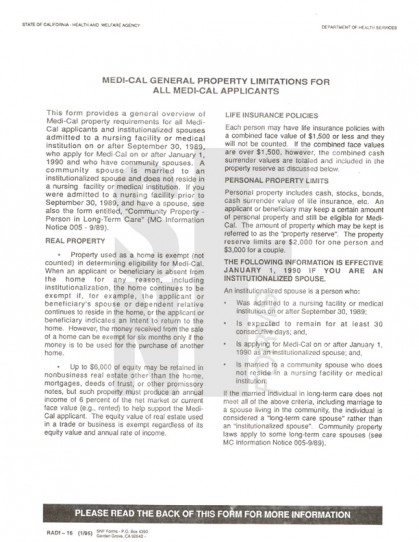 STATE OF CALIFORNIA - HEALTH AND WELFARE AGENCY
DEPARTMENT OF HEALTH SERVICES
MEDI-CAL GENERAL PROPERTY LIMITATIONS FOR
ALL MEDI-CAL APPLICANTS
This form provides a general overview of
Medi-Cal property requirements for all Medi-
Cal applicants and institutionalized spouses
admitted to a nursing facility or medical
institution on or after September 30, 1989,
who apply for Medi-Cal on or after January 1,
1990 and who have community spouses. A
community spouse is married to an
institutionalized spouse and does not reside in
a nursing facility or medical institution. If you
were admitted to a nursing facility prior to
September 30, 1989, and have a spouse, see
also the form entitled, "Community Property -
Person in Long-Term Care" (MC Information
Notice 005 - 9/89).
REAL PROPERTY
• Property used as a home is exempt (not
counted) in determining eligibility for Medi-Cal.
When an applicant or beneficiary is absent from
the home for any reason, including
institutionalization, the home continues to be
exempt if, for example, the applicant or
beneficiary's spouse or dependent relative
continues to reside in the home, or the applicant or
beneficiary indicates an intent to return to the
home. However, the money received from the sale
of a home can be exempt for six months only if the
money is to be used for the purchase of another
home.
• Up to $6,000 of equity may be retained in
nonbusiness real estate other than the home,
mortgages, deeds of trust, or other promissory
notes, but such property must produce an annual
income of 6 percent of the net market or current
face value (e.g., rented) to help support the Medi-
Cal applicant. The equity value of real estate used
in a trade or business is exempt regardless of its
equity value and annual rate of income.
LIFE INSURANCE POLICIES
Each person may have life insurance policies with
a combined face value of $1,500 or less and they
will not be counted. If the combined face values
are over $1,500, however, the combined cash
surrender values are totaled and included in the
property reserve as discussed below.
PERSONAL PROPERTY LIMITS
Personal property includes cash, stocks, bonds,
cash surrender value of life insurance, etc. An
applicant or beneficiary may keep a certain amount
of personal property and still be eligible for Medi-
Cal. The amount of property which may be kept is
referred to as the "property reserve". The property
reserve limits are $2,000 for one person and
$3,000 for a couple.
THE FOLLOWING INFORMATION IS EFFECTIVE
JANUARY 1, 1990 IF YOU ARE AN
INSTITUTIONALIZED SPOUSE.
An institutionalized spouse is a person who:
• Was admitted to a nursing facility or medical
institution on or after September 30, 1989;
• Is expected to remain for at least 30
consecutive days; and,
• Is applying for Medi-Cal on or after January 1,
1990 as an institutionalized spouse; and,
• Is married to a community spouse who does
not reside in a nursing facility or medical
institution.
If the married individual in long-term care does not
meet all of the above criteria, including marriage to
a spouse living in the community, the individual is
considered a "long-term care spouse" rather than
an "institutionalized spouse". Community property
laws apply to some long-term care spouses (see
MC Information Notice 005-9/89).
PLEASE READ THE BACK OF THIS FORM FOR MORE INFORMATION